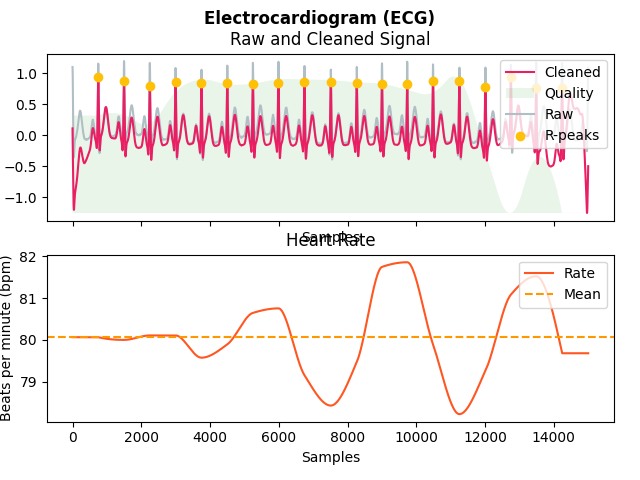 Electrocardiogram (ECG)
Raw and Cleaned Signal
1.0
0.5
0.0
−0.5
−1.0
Cleaned
Quality
Raw
R-peaks
Samples
Heart Rate
82
81
80
79
Beats per minute (bpm)
Rate
Mean
0 2000 4000 6000 8000 10000 12000 14000
Samples